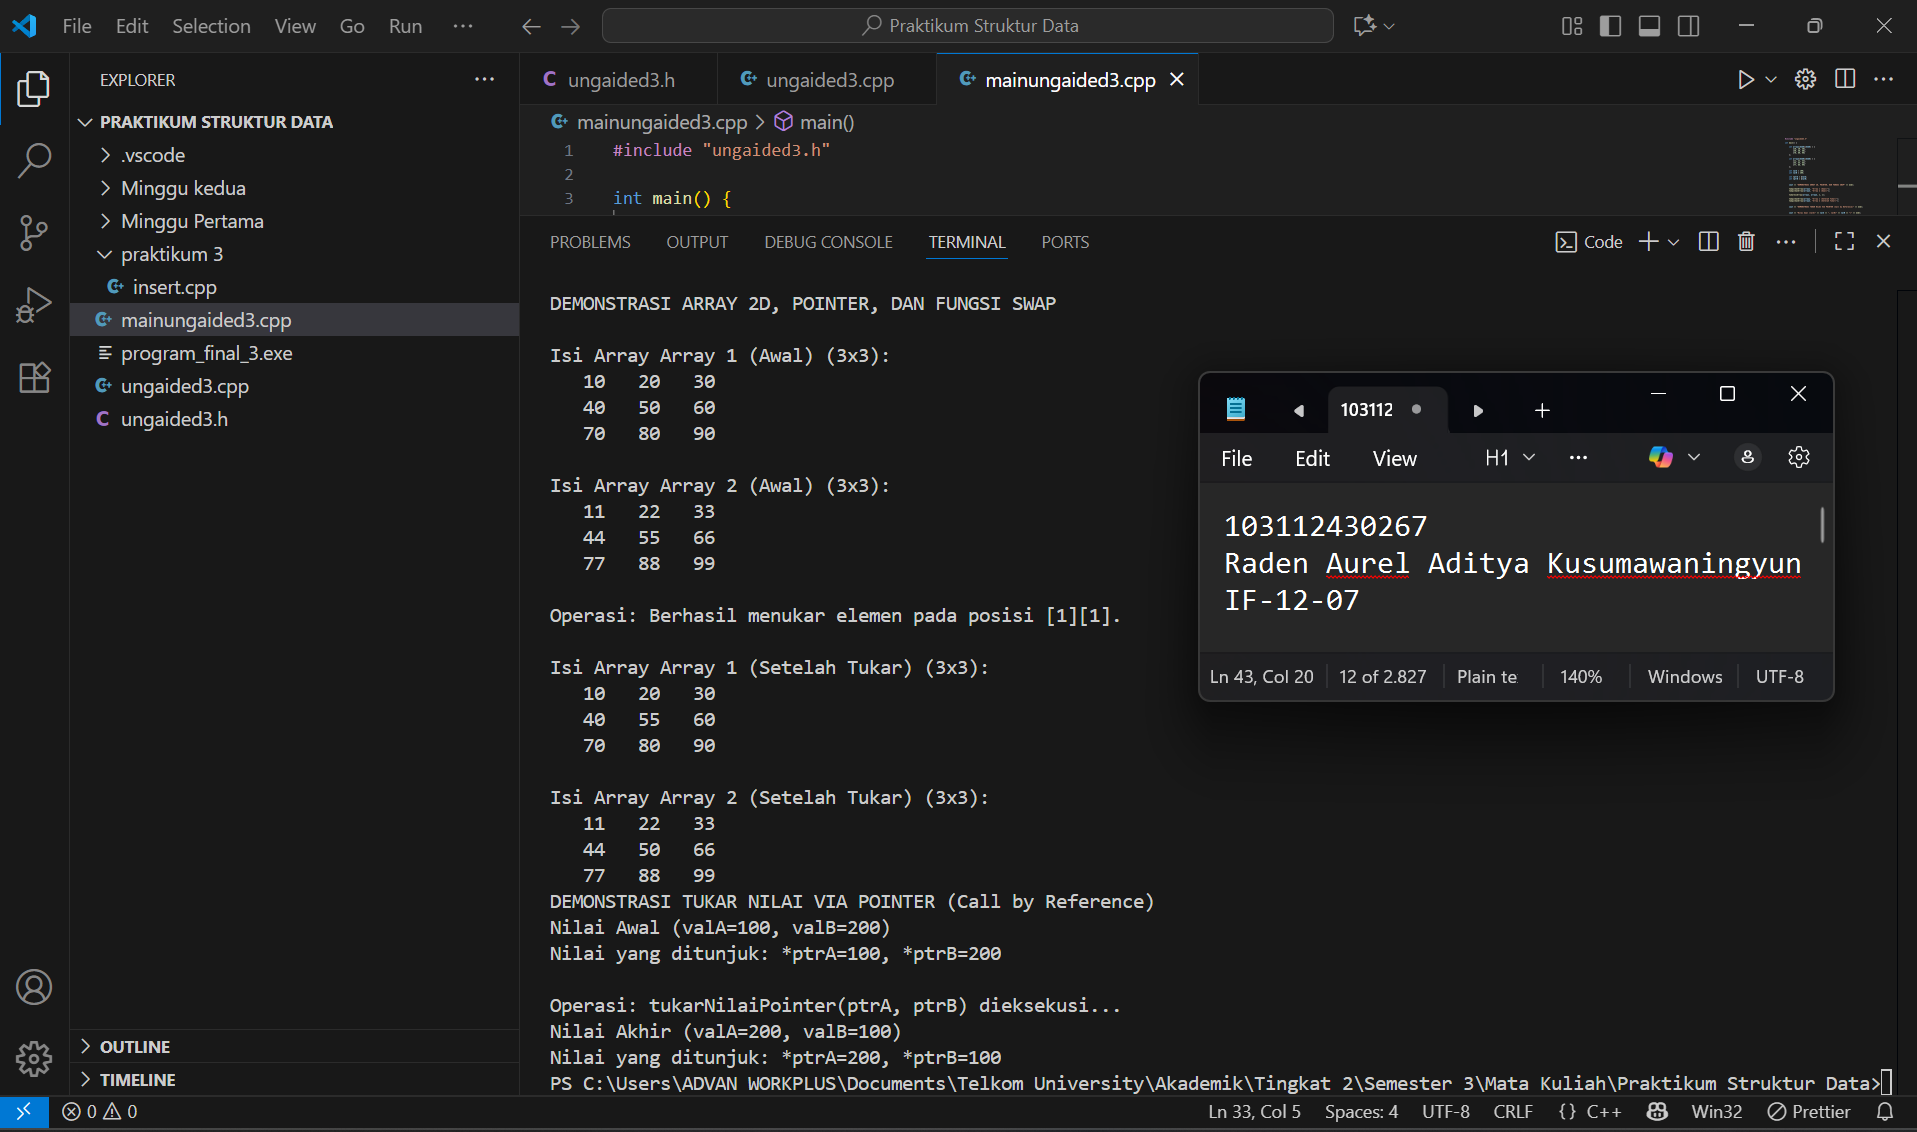 File Edit Selection View Go Run ···
Praktikum Struktur Data
EXPLORER
PRAKTIKUM STRUKTUR DATA
.vscode
Minggu kedua
Minggu Pertama
praktikum 3
insert.cpp
mainungaided3.cpp
program_final_3.exe
ungaided3.cpp
ungaided3.h
OUTLINE
TIMELINE
ungaided3.h
ungaided3.cpp
mainungaided3.cpp
mainungaided3.cpp > main()
1 #include "ungaided3.h"
2
3 int main() {
PROBLEMS OUTPUT DEBUG CONSOLE TERMINAL PORTS
Code
DEMONSTRASI ARRAY 2D, POINTER, DAN FUNGSI SWAP
Isi Array Array 1 (Awal) (3x3):
10 20 30
40 50 60
70 80 90
Isi Array Array 2 (Awal) (3x3):
11 22 33
44 55 66
77 88 99
Operasi: Berhasil menukar elemen pada posisi [1][1].
Isi Array Array 1 (Setelah Tukar) (3x3):
10 20 30
40 55 60
70 80 90
Isi Array Array 2 (Setelah Tukar) (3x3):
11 22 33
44 50 66
77 88 99
DEMONSTRASI TUKAR NILAI VIA POINTER (Call by Reference)
Nilai Awal (valA=100, valB=200)
Nilai yang ditunjuk: *ptrA=100, *ptrB=200
Operasi: tukarNilaiPointer(ptrA, ptrB) dieksekusi...
Nilai Akhir (valA=200, valB=100)
Nilai yang ditunjuk: *ptrA=200, *ptrB=100
PS C:\Users\ADVAN WORKPLUS\Documents\Telkom University\Akademik\Tingkat 2\Semester 3\Mata Kuliah\Praktikum Struktur Data>
103112
File Edit View H1 ···
103112430267
Raden Aurel Aditya Kusumawaningyun
IF-12-07
Ln 43, Col 20 12 of 2.827 Plain te 140% Windows UTF-8
0 0
Ln 33, Col 5 Spaces: 4 UTF-8 CRLF {} C++ Win32 Prettier